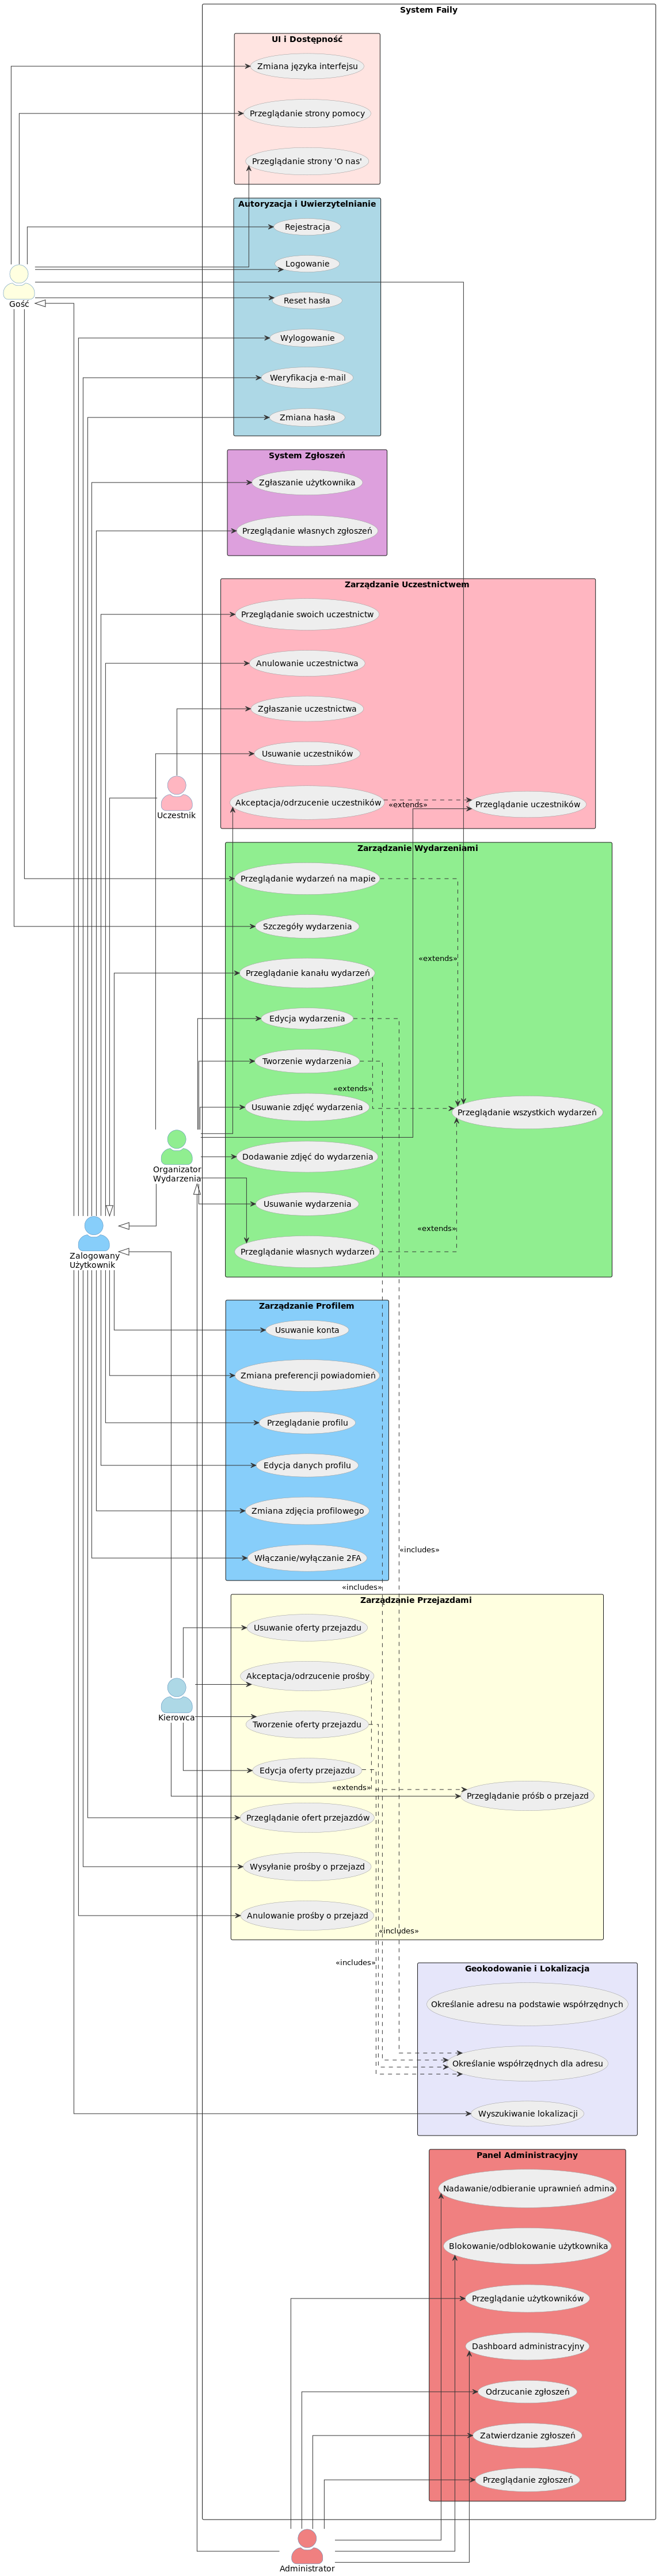 System Faily
UI i Dostępność
Zmiana języka interfejsu
Przeglądanie strony pomocy
Przeglądanie strony 'O nas'
Autoryzacja i Uwierzytelnianie
Rejestracja
Logowanie
Reset hasła
Gość
Wylogowanie
Weryfikacja e-mail
Zmiana hasła
System Zgłoszeń
Zgłaszanie użytkownika
Przeglądanie własnych zgłoszeń
Zarządzanie Uczestnictwem
Przeglądanie swoich uczestnictw
Anulowanie uczestnictwa
Zgłaszanie uczestnictwa
Usuwanie uczestników
Akceptacja/odrzucenie uczestników
«extends»
Przeglądanie uczestników
Uczestnik
Zarządzanie Wydarzeniami
Przeglądanie wydarzeń na mapie
Szczegóły wydarzenia
«extends»
Przeglądanie kanału wydarzeń
Edycja wydarzenia
Tworzenie wydarzenia
«extends»
Usuwanie zdjęć wydarzenia
Przeglądanie wszystkich wydarzeń
Dodawanie zdjęć do wydarzenia
Organizator
Wydarzenia
Usuwanie wydarzenia
«extends»
Przeglądanie własnych wydarzeń
Zalogowany
Użytkownik
Zarządzanie Profilem
Usuwanie konta
Zmiana preferencji powiadomień
Przeglądanie profilu
Edycja danych profilu
Zmiana zdjęcia profilowego
«includes»
Włączanie/wyłączanie 2FA
«includes»
Zarządzanie Przejazdami
Usuwanie oferty przejazdu
Akceptacja/odrzucenie prośby
Kierowca
Tworzenie oferty przejazdu
Edycja oferty przejazdu
«extends»
Przeglądanie próśb o przejazd
Przeglądanie ofert przejazdów
Wysyłanie prośby o przejazd
Anulowanie prośby o przejazd
«includes»
«includes»
Geokodowanie i Lokalizacja
Określanie adresu na podstawie współrzędnych
Określanie współrzędnych dla adresu
Wyszukiwanie lokalizacji
Panel Administracyjny
Nadawanie/odbieranie uprawnień admina
Blokowanie/odblokowanie użytkownika
Przeglądanie użytkowników
Dashboard administracyjny
Odrzucanie zgłoszeń
Zatwierdzanie zgłoszeń
Przeglądanie zgłoszeń
Administrator